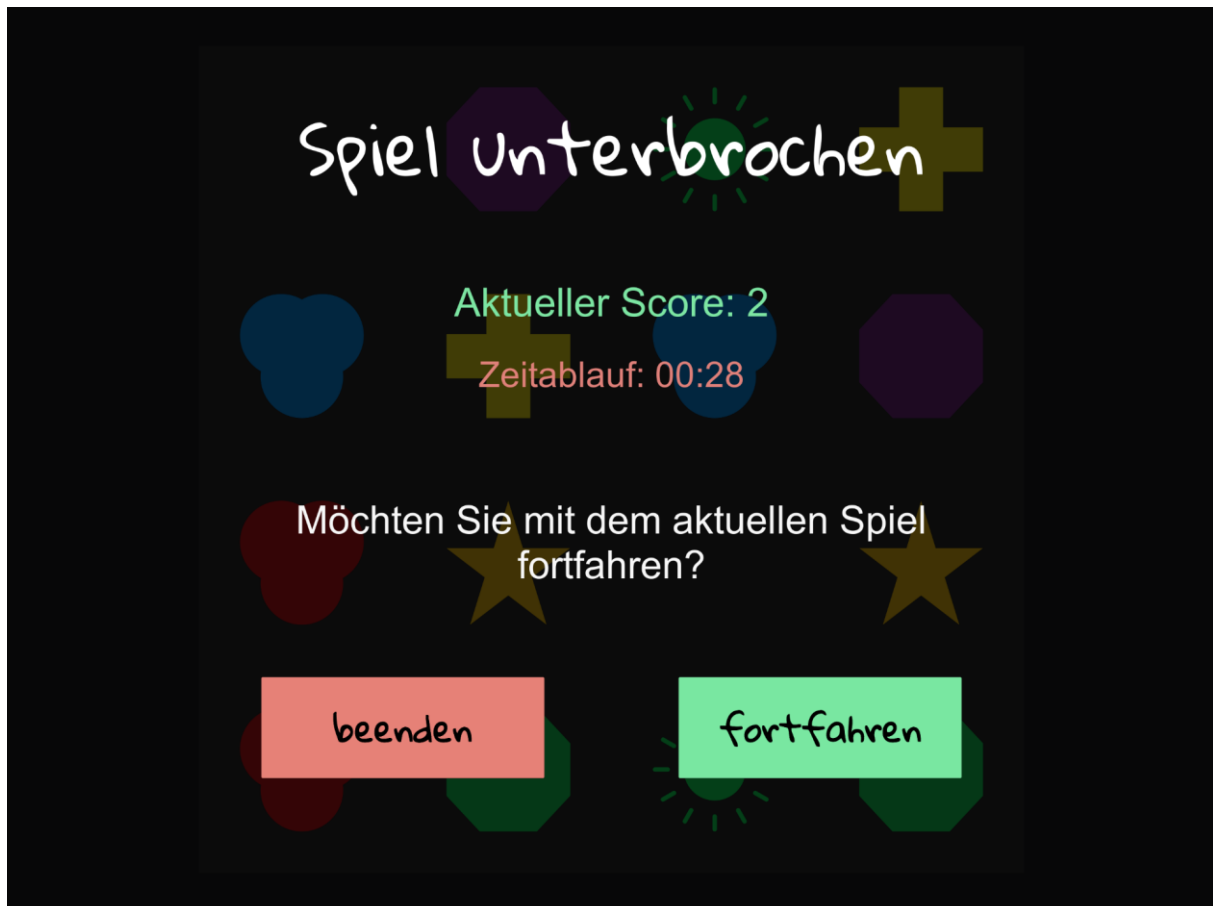 Spiel unterbrochen
Aktueller Score: 2
Zeitablauf: 00:28
Möchten Sie mit dem aktuellen Spiel
fortfahren?
beenden
fortfahren